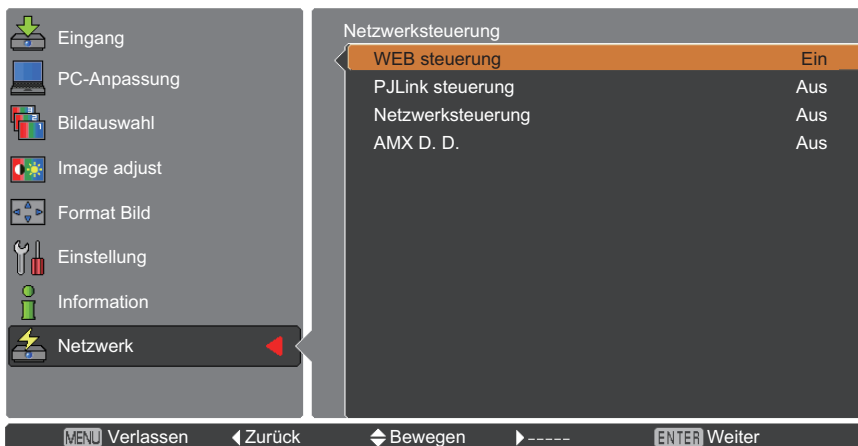 Eingang
PC-Anpassung
Bildauswahl
Image adjust
Format Bild
Einstellung
Information
Netzwerk
Netzwerksteuerung
WEB steuerung Ein
PJLink steuerung Aus
Netzwerksteuerung Aus
AMX D. D. Aus
MENU Verlassen Zurück Bewegen ----- ENTER Weiter